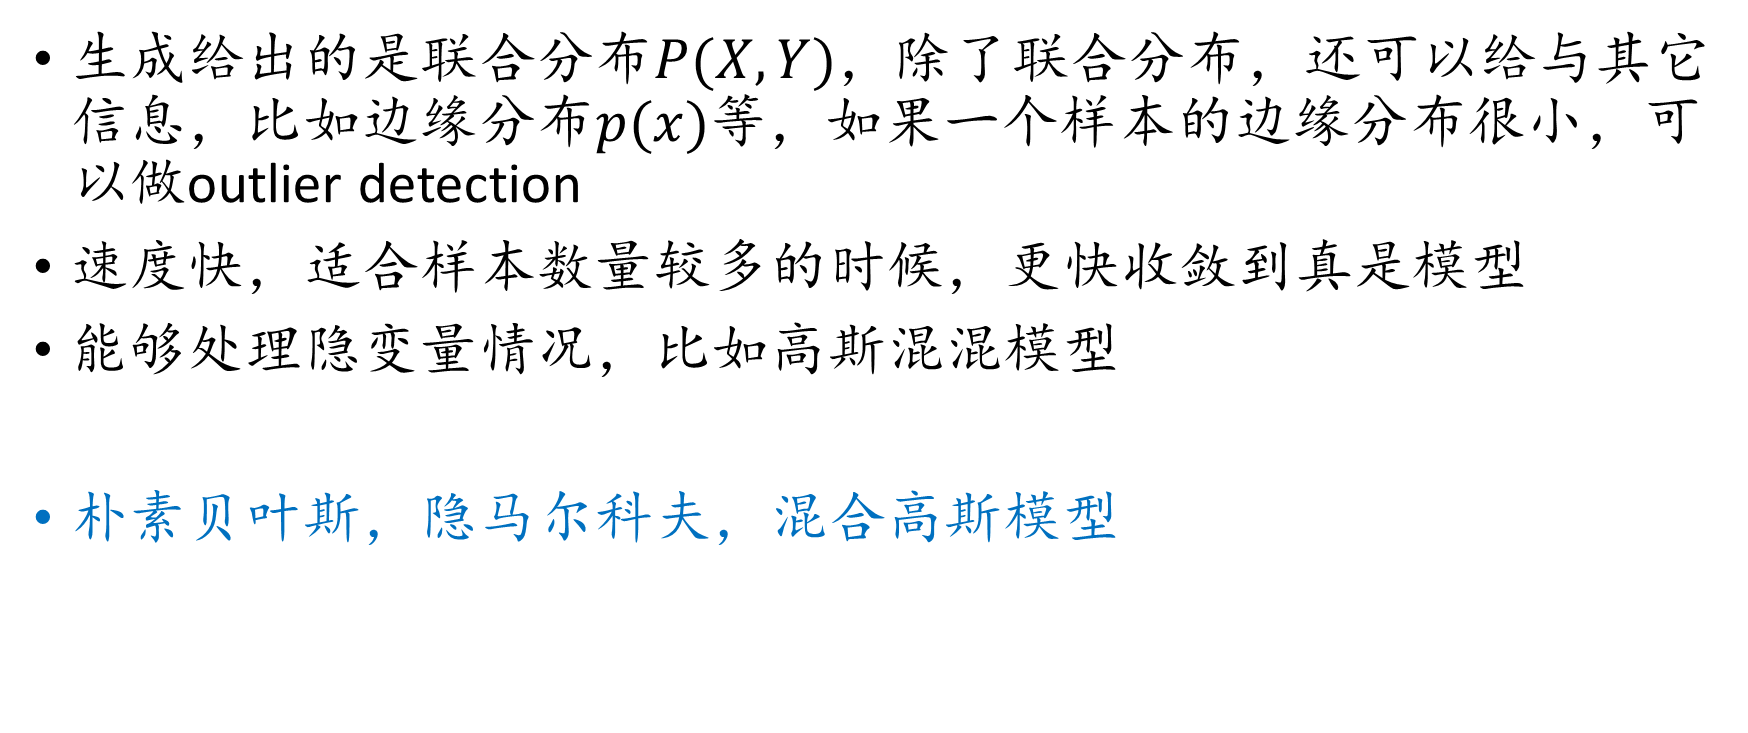 • 生成给出的是联合分布P(X,Y)，除了联合分布，还可以给与其它
信息，比如边缘分布p(x)等，如果一个样本的边缘分布很小，可
以做outlier detection
• 速度快，适合样本数量较多的时候，更快收敛到真是模型
• 能够处理隐变量情况，比如高斯混混模型
• 朴素贝叶斯，隐马尔科夫，混合高斯模型